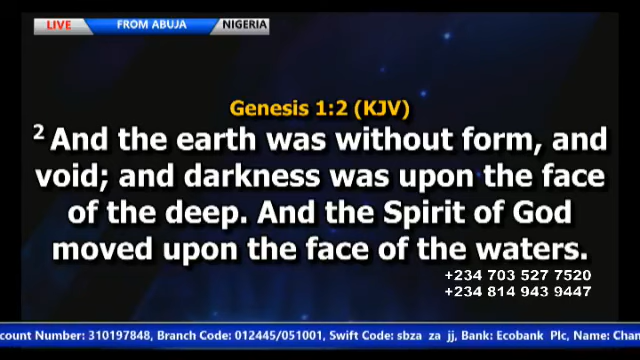 LIVE FROM ABUJA NIGERIA
Genesis 1:2 (KJV)
2 And the earth was without form, and
void; and darkness was upon the face
of the deep. And the Spirit of God
moved upon the face of the waters.
+234 703 527 7520
+234 814 943 9447
count Number: 310197848, Branch Code: 012445/051001, Swift Code: sbza za jj, Bank: Ecobank Plc, Name: Chan